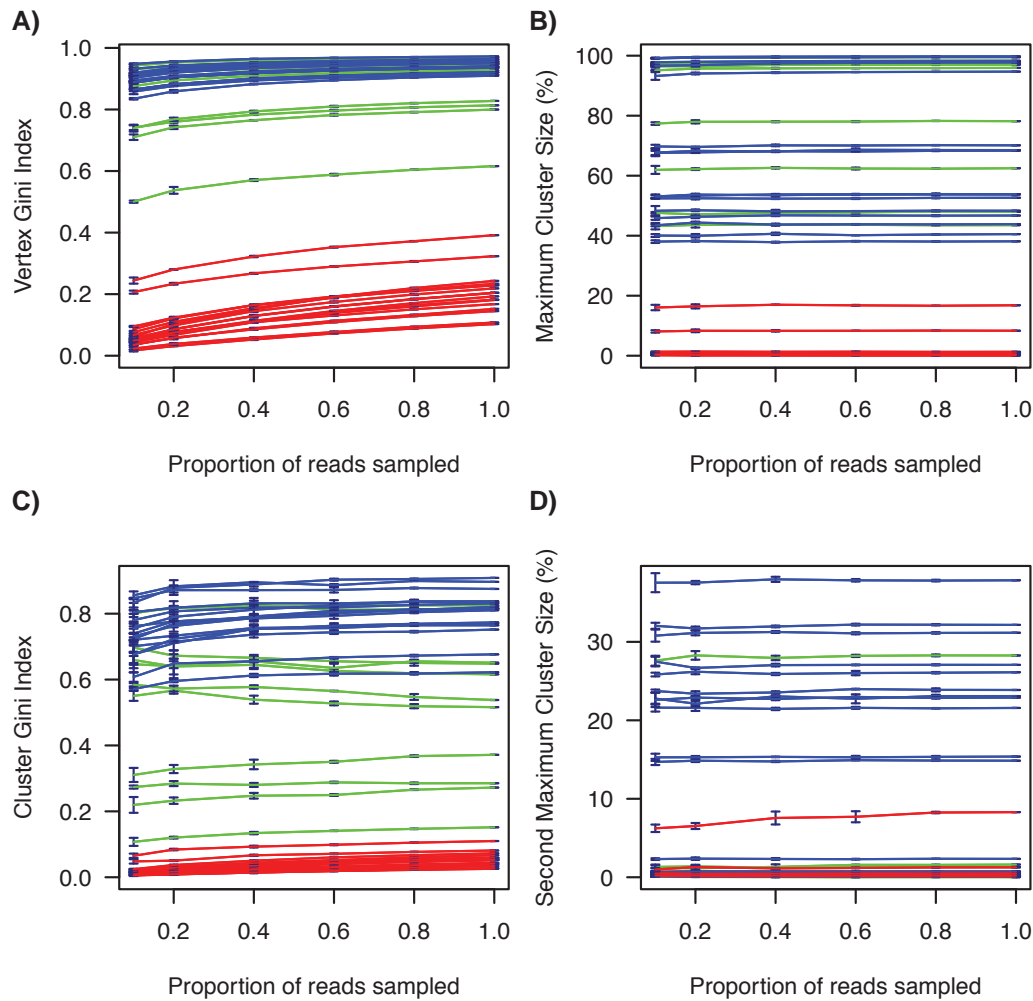 A)
Vertex Gini Index
1.0
0.8
0.6
0.4
0.2
0.0
0.2 0.4 0.6 0.8 1.0
Proportion of reads sampled
B)
Maximum Cluster Size (%)
100
80
60
40
20
0
0.2 0.4 0.6 0.8 1.0
Proportion of reads sampled
C)
Cluster Gini Index
0.8
0.6
0.4
0.2
0.0
0.2 0.4 0.6 0.8 1.0
Proportion of reads sampled
D)
Second Maximum Cluster Size (%)
30
20
10
0
0.2 0.4 0.6 0.8 1.0
Proportion of reads sampled